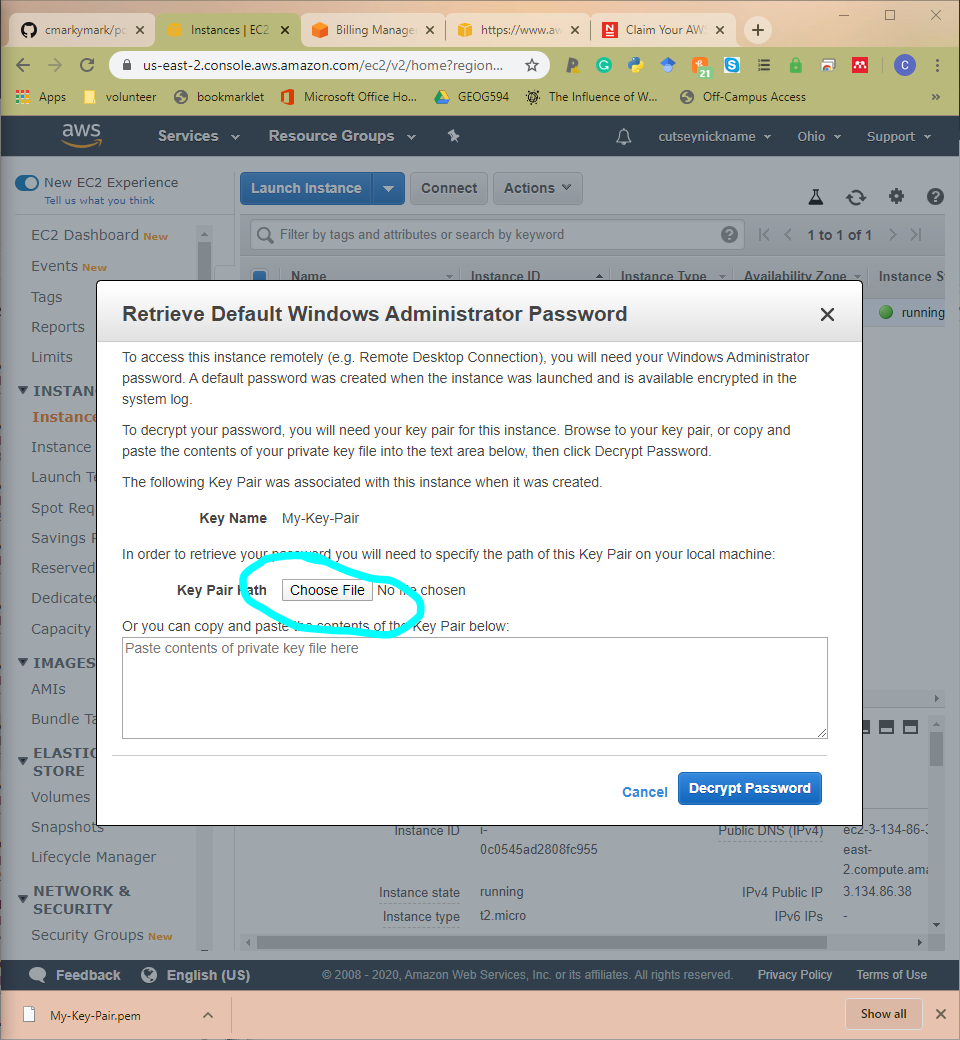 cmarkymark/po
Instances | EC2
Billing Manage
https://www.aw
Claim Your AWS
us-east-2.console.aws.amazon.com/ec2/v2/home?region...
21
C
Apps
volunteer
bookmarklet
Microsoft Office Ho...
GEOG594
The Influence of W...
Off-Campus Access
»
aws
Services
Resource Groups
cutseynickname
Ohio
Support
New EC2 Experience
Tell us what you think
Launch Instance
Connect
Actions
EC2 Dashboard New
Filter by tags and attributes or search by keyword
1 to 1 of 1
Events New
Name
Instance ID
Instance Type
Availability Zone
Instance S
Tags
running
Reports
Limits
INSTANC
Instance
Instance
Launch Te
Spot Req
Savings P
Reserved
Dedicated
Capacity
IMAGES
AMIs
Bundle Ta
ELASTIC
STORE
Volumes
Snapshots
Lifecycle Manager
NETWORK &
SECURITY
Security Groups New
Retrieve Default Windows Administrator Password
To access this instance remotely (e.g. Remote Desktop Connection), you will need your Windows Administrator
password. A default password was created when the instance was launched and is available encrypted in the
system log.
To decrypt your password, you will need your key pair for this instance. Browse to your key pair, or copy and
paste the contents of your private key file into the text area below, then click Decrypt Password.
The following Key Pair was associated with this instance when it was created.
Key Name My-Key-Pair
In order to retrieve your password you will need to specify the path of this Key Pair on your local machine:
Key Pair Path Choose File No file chosen
Or you can copy and paste the contents of the Key Pair below:
Paste contents of private key file here
Cancel
Decrypt Password
Instance ID
i-
0c0545ad2808fc955
Public DNS (IPv4)
ec2-3-134-86-3
east-
2.compute.ama
Instance state
running
IPv4 Public IP
3.134.86.38
Instance type
t2.micro
IPv6 IPs
-
Feedback
English (US)
© 2008 - 2020, Amazon Web Services, Inc. or its affiliates. All rights reserved.
Privacy Policy
Terms of Use
My-Key-Pair.pem
Show all